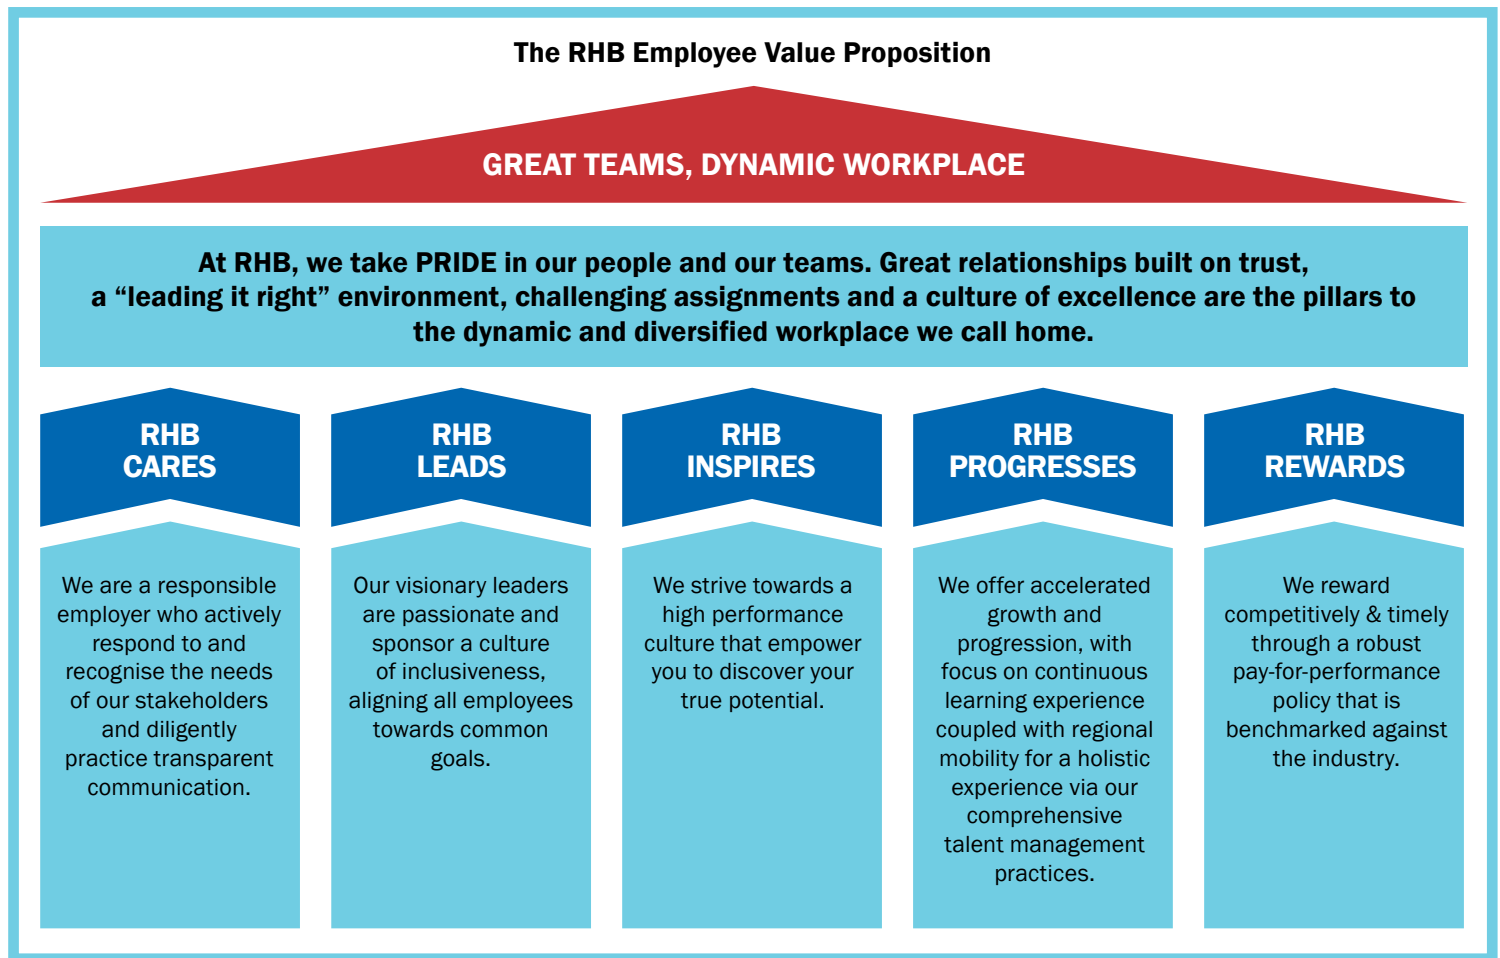 The RHB Employee Value Proposition
GREAT TEAMS, DYNAMIC WORKPLACE
At RHB, we take PRIDE in our people and our teams. Great relationships built on trust,
a “leading it right” environment, challenging assignments and a culture of excellence are the pillars to
the dynamic and diversified workplace we call home.
RHB
CARES
We are a responsible
employer who actively
respond to and
recognise the needs
of our stakeholders
and diligently
practice transparent
communication.
RHB
LEADS
Our visionary leaders
are passionate and
sponsor a culture
of inclusiveness,
aligning all employees
towards common
goals.
RHB
INSPIRES
We strive towards a
high performance
culture that empower
you to discover your
true potential.
RHB
PROGRESSES
We offer accelerated
growth and
progression, with
focus on continuous
learning experience
coupled with regional
mobility for a holistic
experience via our
comprehensive
talent management
practices.
RHB
REWARDS
We reward
competitively & timely
through a robust
pay-for-performance
policy that is
benchmarked against
the industry.